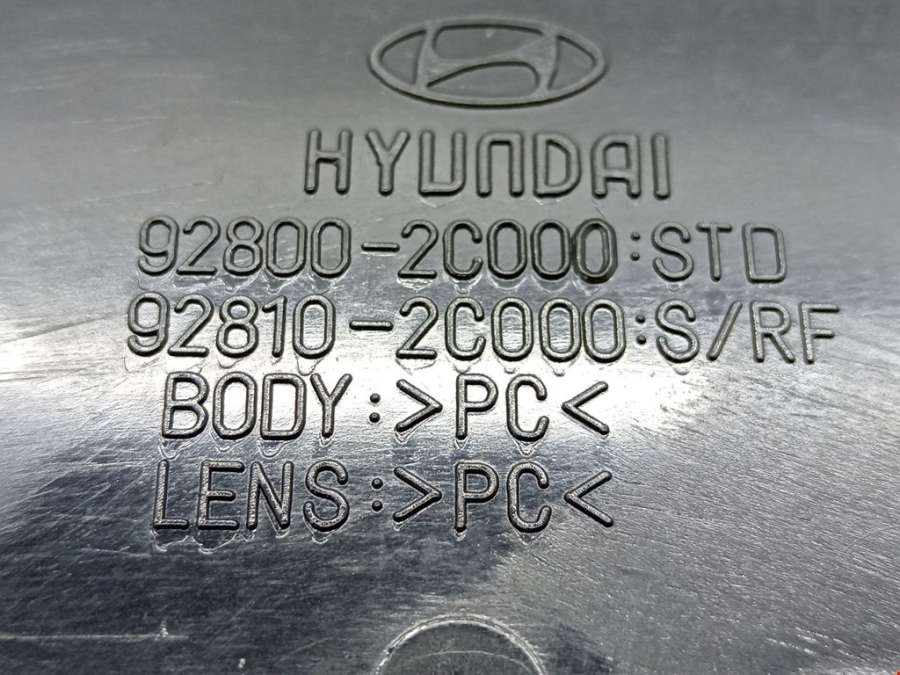 HYUNDAI
92800-2C000:STD
92810-2C000:S/RF
BODY:>PC<
LENS:>PC<